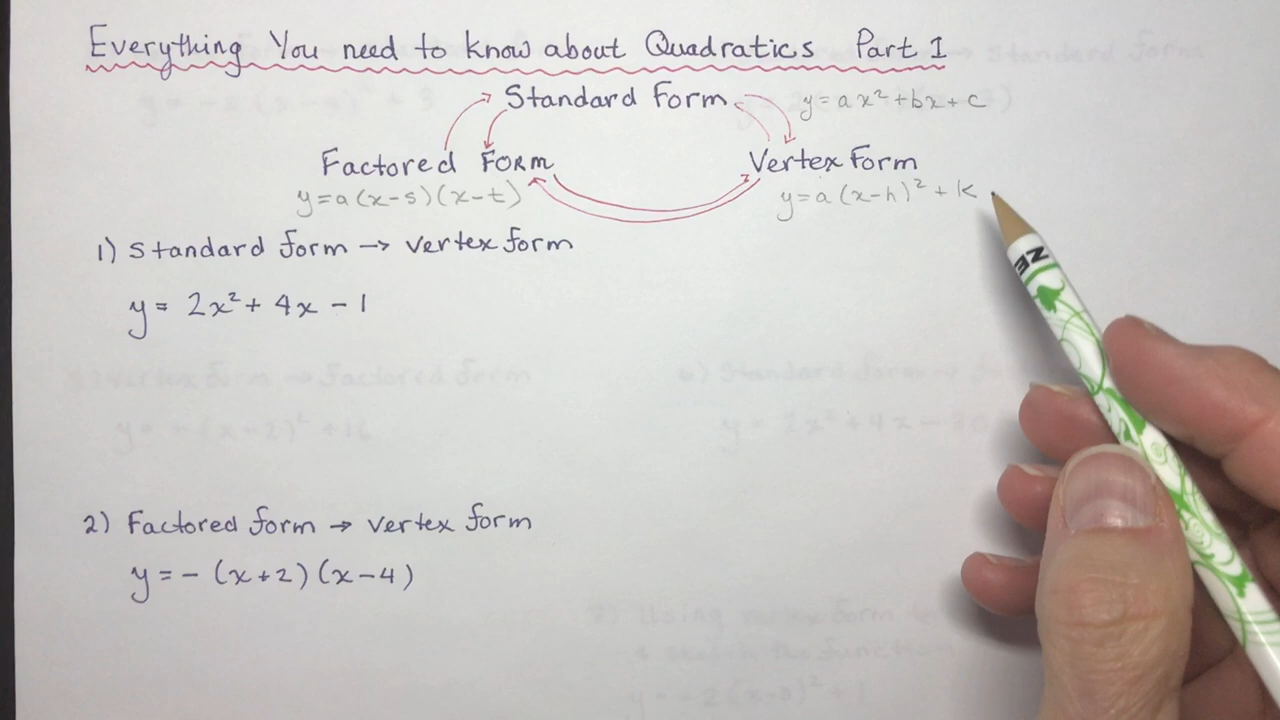 Everything You need to know about Quadratics Part 1
Standard Form y = ax² + bx + c
Factored FORM Vertex Form
y = a(x-s)(x-t) y = a(x-h)² + k
1) Standard form → vertex form
y = 2x² + 4x - 1
2) Factored form → vertex form
y = - (x+2)(x-4)